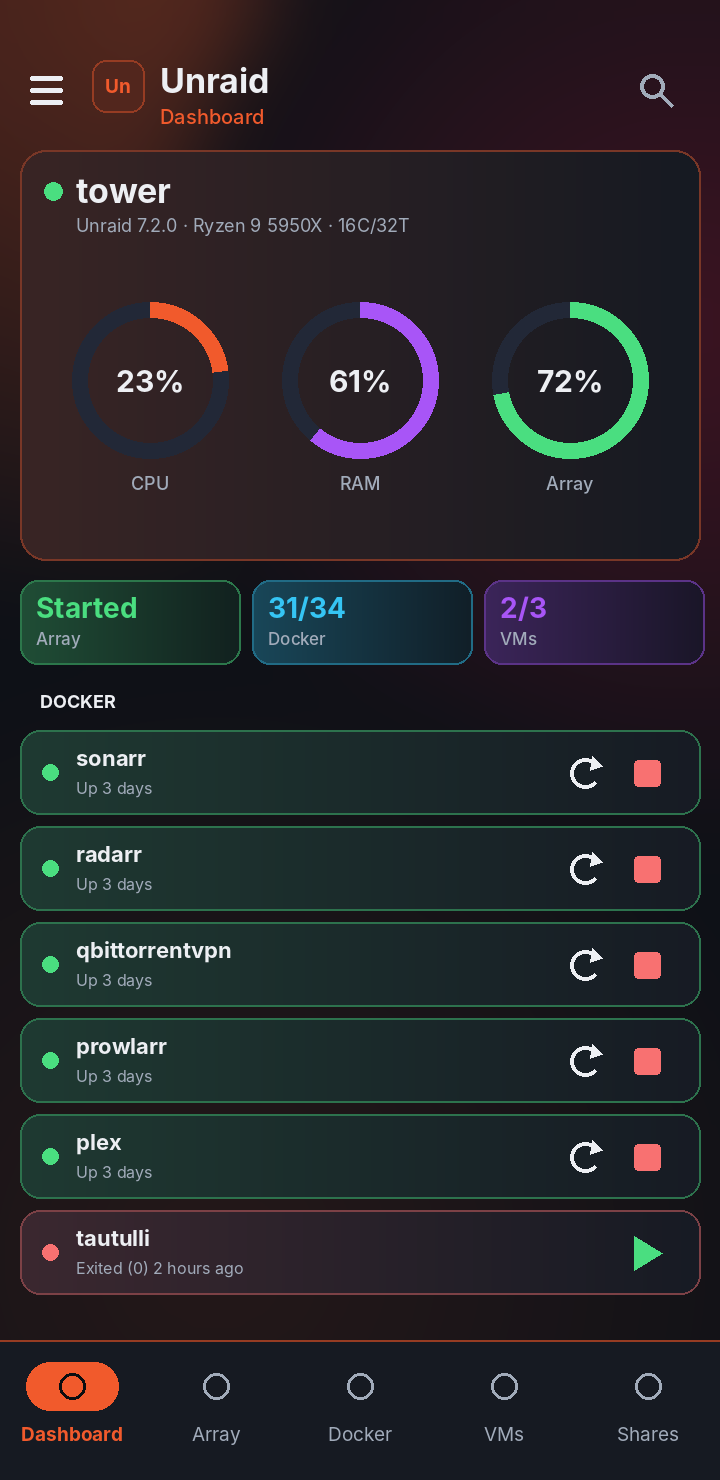 Un
Unraid
Dashboard
tower
Unraid 7.2.0 · Ryzen 9 5950X · 16C/32T
23%
61%
72%
CPU
RAM
Array
Started
Array
31/34
Docker
2/3
VMs
DOCKER
sonarr
Up 3 days
radarr
Up 3 days
qbittorrentvpn
Up 3 days
prowlarr
Up 3 days
plex
Up 3 days
tautulli
Exited (0) 2 hours ago
Dashboard
Array
Docker
VMs
Shares